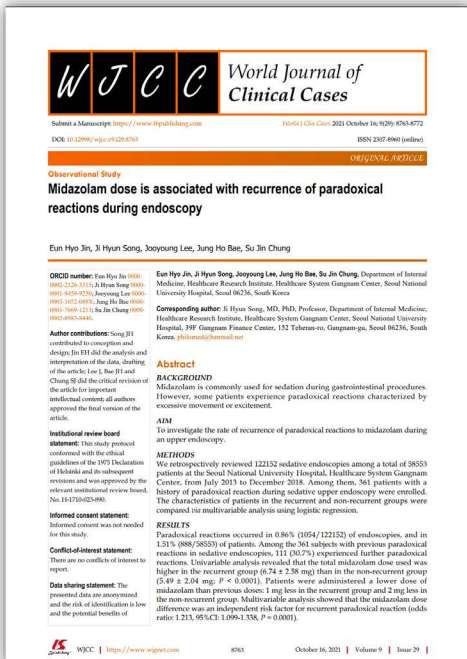 W J C C
World Journal of
Clinical Cases
Submit a Manuscript: https://www.f6publishing.com
World J Clin Cases 2021 October 16; 9(29): 8763-8772
DOI: 10.12998/wjcc.v9.i29.8763
ISSN 2307-8960 (online)
ORIGINAL ARTICLE
Observational Study
Midazolam dose is associated with recurrence of paradoxical
reactions during endoscopy
Eun Hyo Jin, Ji Hyun Song, Jooyoung Lee, Jung Ho Bae, Su Jin Chung
ORCID number: Eun Hyo Jin 0000-
0002-2126-3315; Ji Hyun Song 0000-
0001-9459-9250; Jooyoung Lee 0000-
0003-1652-088X; Jung Ho Bae 0000-
0001-7669-1213; Su Jin Chung 0000-
0002-0983-8446.
Author contributions: Song JH
contributed to conception and
design; Jin EH did the analysis and
interpretation of the data, drafting
of the article; Lee J, Bae JH and
Chung SJ did the critical revision of
the article for important
intellectual content; all authors
approved the final version of the
article.
Institutional review board
statement: This study protocol
conformed with the ethical
guidelines of the 1975 Declaration
of Helsinki and its subsequent
revisions and was approved by the
relevant institutional review board,
No. H-1710-023-890.
Informed consent statement:
Informed consent was not needed
for this study.
Conflict-of-interest statement:
There are no conflicts of interest to
report.
Data sharing statement: The
presented data are anonymized
and the risk of identification is low
and the potential benefits of
Eun Hyo Jin, Ji Hyun Song, Jooyoung Lee, Jung Ho Bae, Su Jin Chung, Department of Internal
Medicine, Healthcare Research Institute, Healthcare System Gangnam Center, Seoul National
University Hospital, Seoul 06236, South Korea
Corresponding author: Ji Hyun Song, MD, PhD, Professor, Department of Internal Medicine,
Healthcare Research Institute, Healthcare System Gangnam Center, Seoul National University
Hospital, 39F Gangnam Finance Center, 152 Teheran-ro, Gangnam-gu, Seoul 06236, South
Korea. philomed@hanmail.net
Abstract
BACKGROUND
Midazolam is commonly used for sedation during gastrointestinal procedures.
However, some patients experience paradoxical reactions characterized by
excessive movement or excitement.
AIM
To investigate the rate of recurrence of paradoxical reactions to midazolam during
an upper endoscopy.
METHODS
We retrospectively reviewed 122152 sedative endoscopies among a total of 58553
patients at the Seoul National University Hospital, Healthcare System Gangnam
Center, from July 2013 to December 2018. Among them, 361 patients with a
history of paradoxical reaction during sedative upper endoscopy were enrolled.
The characteristics of patients in the recurrent and non-recurrent groups were
compared via multivariable analysis using logistic regression.
RESULTS
Paradoxical reactions occurred in 0.86% (1054/122152) of endoscopies, and in
1.51% (888/58553) of patients. Among the 361 subjects with previous paradoxical
reactions in sedative endoscopies, 111 (30.7%) experienced further paradoxical
reactions. Univariable analysis revealed that the total midazolam dose used was
higher in the recurrent group (6.74 ± 2.58 mg) than in the non-recurrent group
(5.49 ± 2.04 mg; P < 0.0001). Patients were administered a lower dose of
midazolam than previous doses: 1 mg less in the recurrent group and 2 mg less in
the non-recurrent group. Multivariable analysis showed that the midazolam dose
difference was an independent risk factor for recurrent paradoxical reaction (odds
ratio: 1.213, 95%CI: 1.099-1.338, P = 0.0001).
WJCC | https://www.wjgnet.com
8763
October 16, 2021 | Volume 9 | Issue 29 |